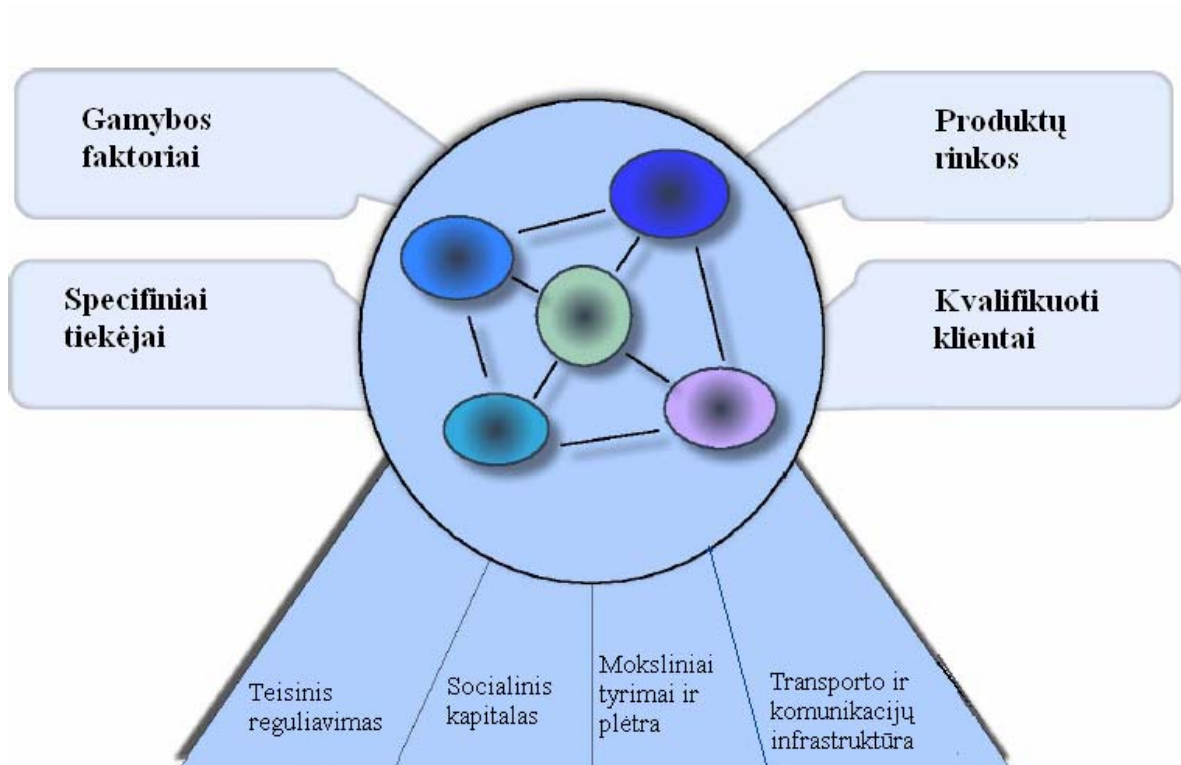 Gamybos
faktoriai
Produktų
rinkos
Specifiniai
tiekėjai
Kvalifikuoti
klientai
Teisinis
reguliavimas
Socialinis
kapitalas
Moksliniai
tyrimai ir
plėtra
Transporto ir
komunikacijų
infrastruktūra